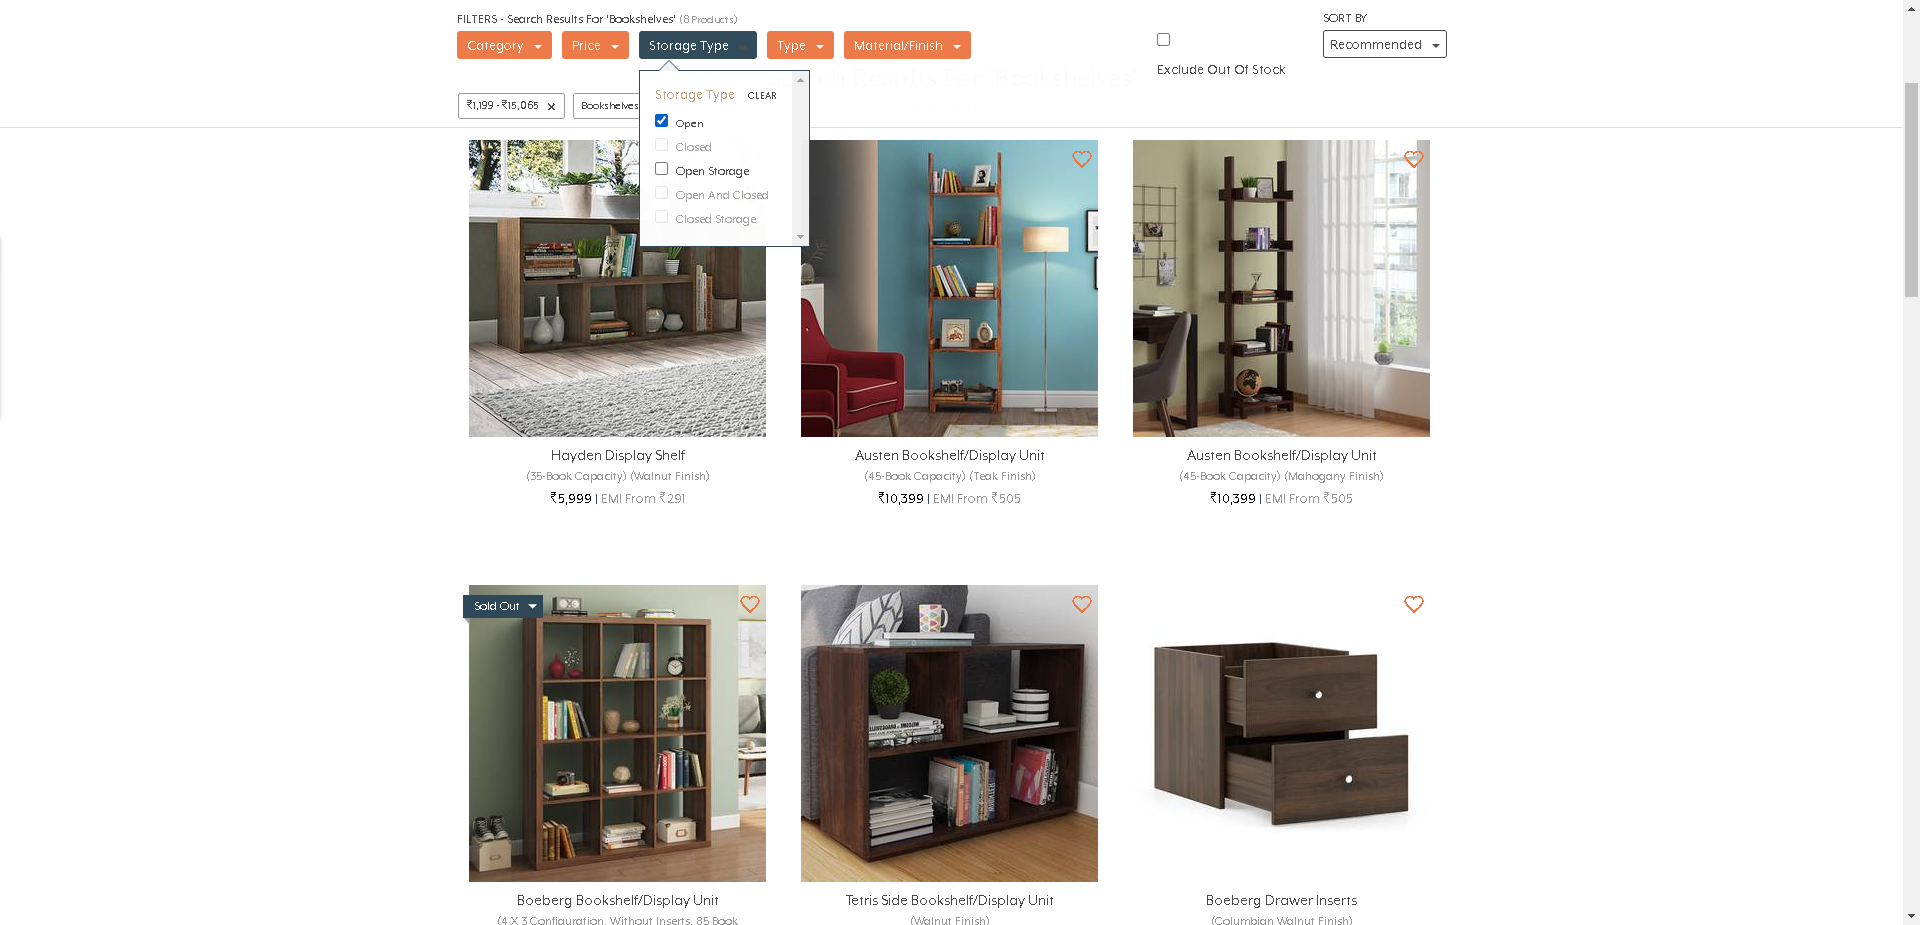 FILTERS - Search Results For 'Bookshelves' (8 Products)
SORT BY
Category
Price
Storage Type
Type
Material/Finish
Recommended
Exclude Out Of Stock
Search Results For 'Bookshelves'
₹1,199 - ₹15,065 ×
Bookshelves
Storage Type CLEAR
Open
Closed
Open Storage
Open And Closed
Closed Storage
Hayden Display Shelf
(35-Book Capacity) (Walnut Finish)
₹5,999 | EMI From ₹291
Austen Bookshelf/Display Unit
(45-Book Capacity) (Teak Finish)
₹10,399 | EMI From ₹505
Austen Bookshelf/Display Unit
(45-Book Capacity) (Mahogany Finish)
₹10,399 | EMI From ₹505
Sold Out
Boeberg Bookshelf/Display Unit
(4 X 3 Configuration, Without Inserts, 85 Book
Tetris Side Bookshelf/Display Unit
(Walnut Finish)
Boeberg Drawer Inserts
(Columbian Walnut Finish)